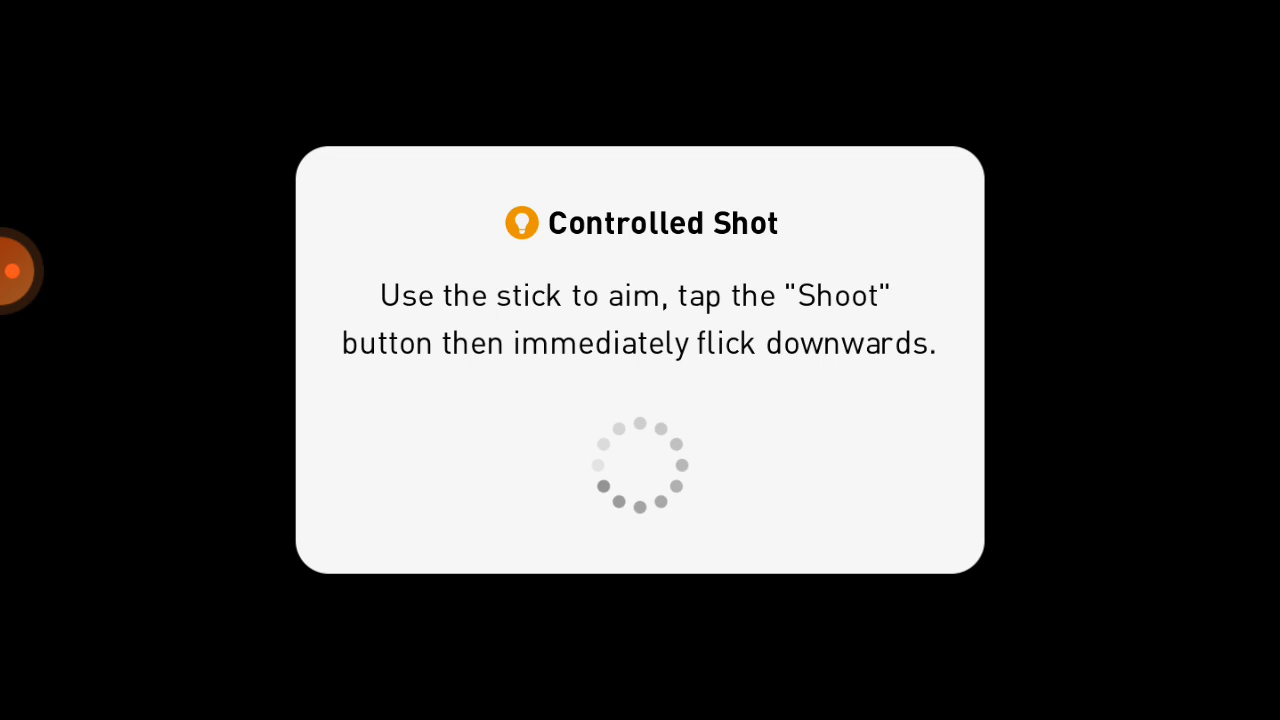 Controlled Shot
Use the stick to aim, tap the "Shoot"
button then immediately flick downwards.